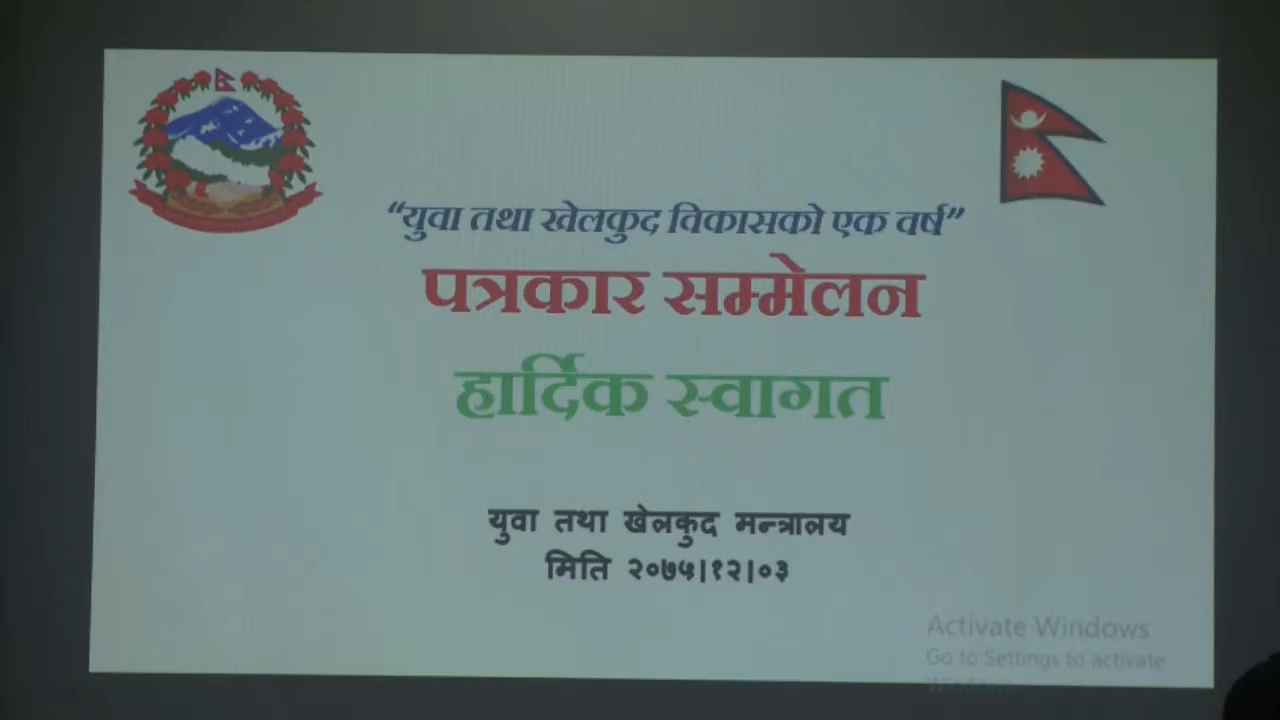 “युवा तथा खेलकुद विकासको एक वर्ष”
पत्रकार सम्मेलन
हार्दिक स्वागत
युवा तथा खेलकुद मन्त्रालय
मिति २०७५|१२|०३
Activate Windows
Go to Settings to activate
Windows